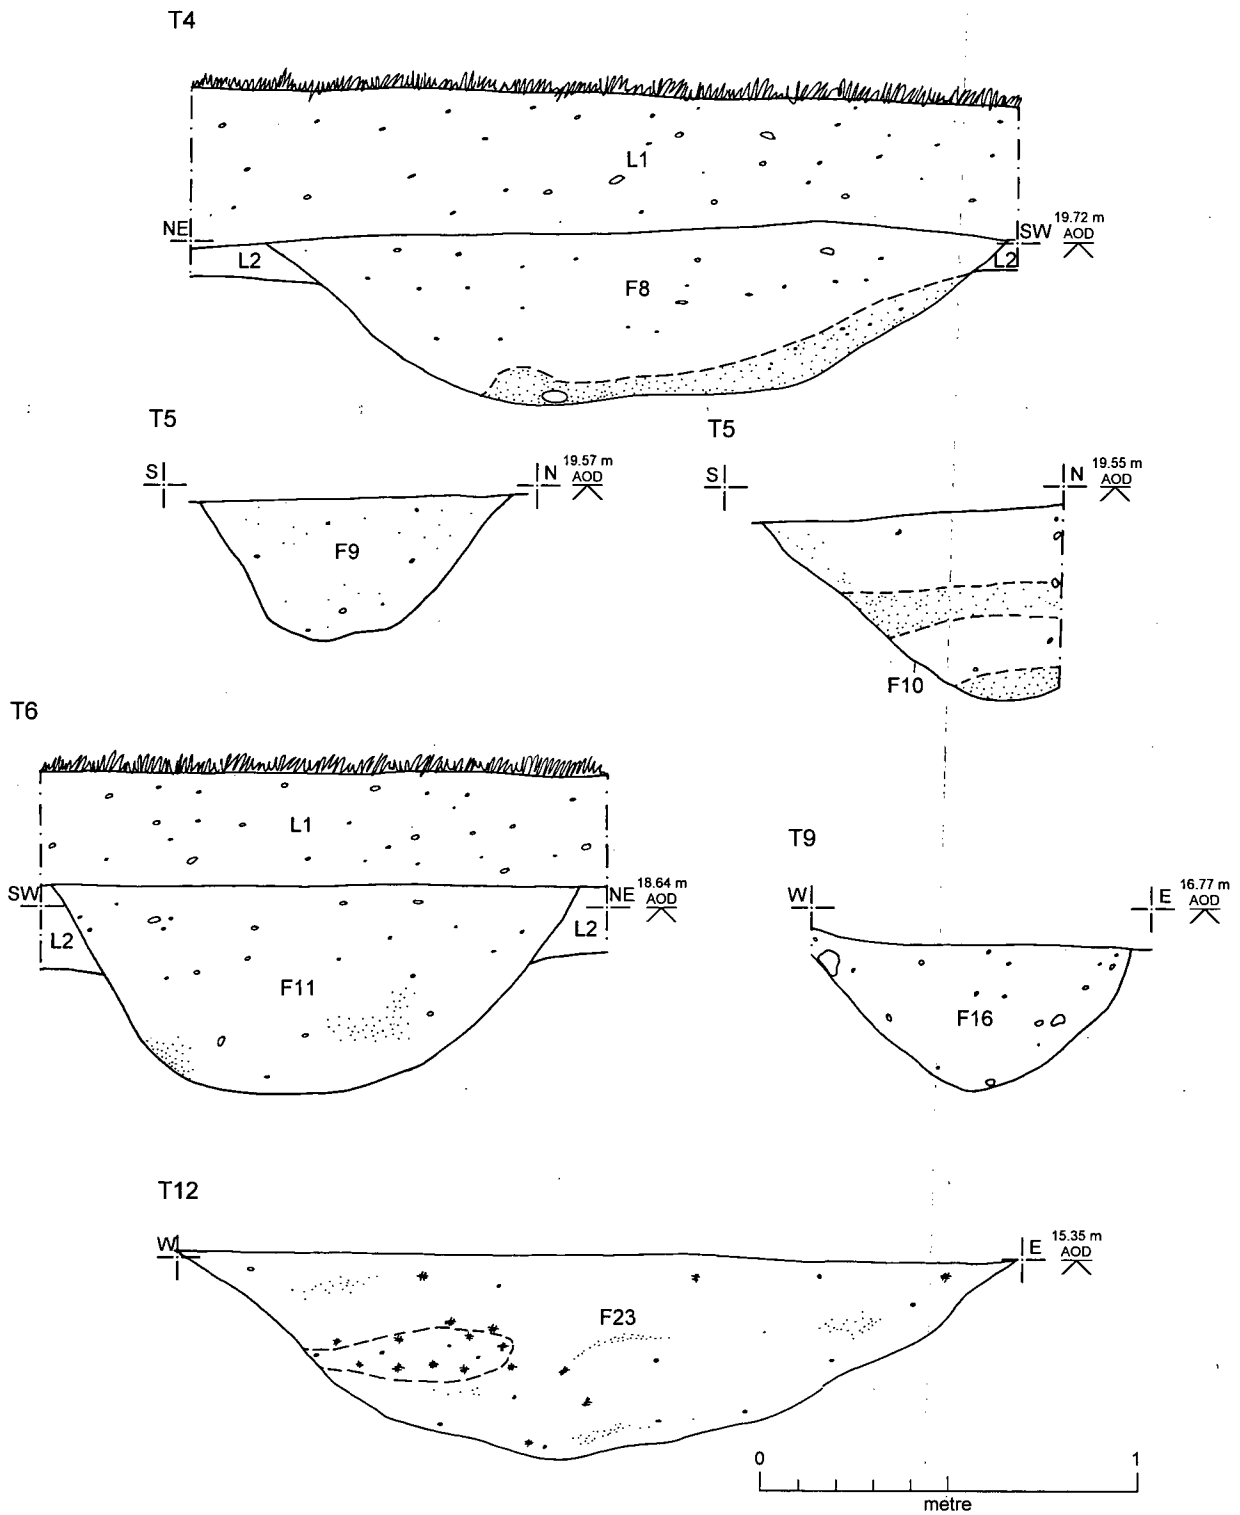 T4
L1
NE
SW
19.72 m
AOD
L2
L2
F8
T5
T5
S
N
19.57 m
AOD
S
N
19.55 m
AOD
F9
F10
T6
L1
T9
SW
NE
18.64 m
AOD
W
E
16.77 m
AOD
L2
L2
F11
F16
T12
W
E
15.35 m
AOD
F23
0
1
metre